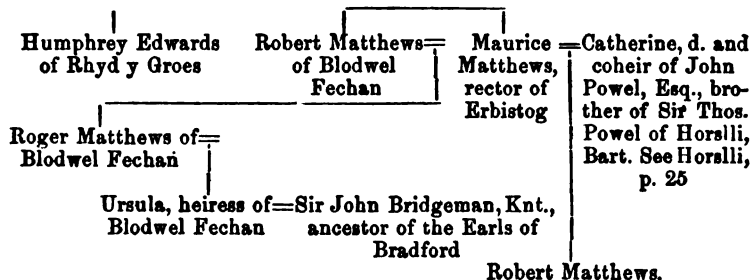 Humphrey Edwards
of Rhyd y Groes
Robert Matthews=
of Blodwel
Fechan
Maurice
Matthews,
rector of
Erbistog
=Catherine, d. and
coheir of John
Powel, Esq., bro-
ther of Sir Thos.
Powel of Horslli,
Bart. See Horslli,
p. 25
Roger Matthews of=
Blodwel Fechan
Ursula, heiress of=Sir John Bridgeman, Knt.,
Blodwel Fechan
ancestor of the Earls of
Bradford
Robert Matthews.